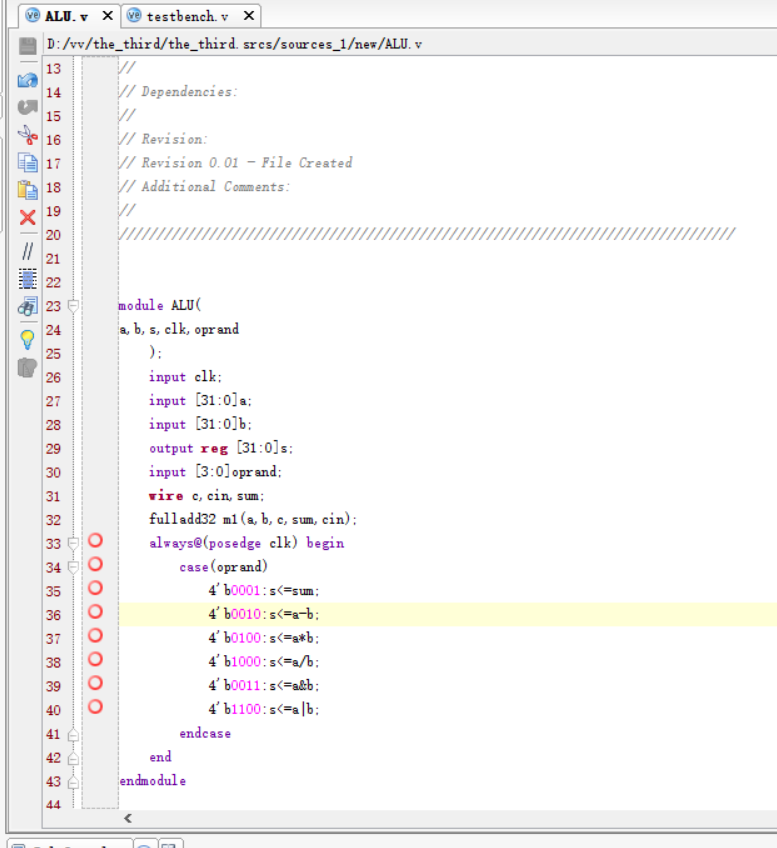 ALU.v × testbench.v ×
D:/vv/the_third/the_third.srcs/sources_1/new/ALU.v
13 //
14 // Dependencies:
15 //
16 // Revision:
17 // Revision 0.01 - File Created
18 // Additional Comments:
19 //
20 //////////////////////////////////////////////////////////////////////////////////
21
22
23 module ALU(
24 a,b,s,clk,oprand
25 );
26 input clk;
27 input [31:0]a;
28 input [31:0]b;
29 output reg [31:0]s;
30 input [3:0]oprand;
31 wire c,cin,sum;
32 fulladd32 m1(a,b,c,sum,cin);
33 always@(posedge clk) begin
34 case(oprand)
35 4'b0001:s<=sum;
36 4'b0010:s<=a-b;
37 4'b0100:s<=a*b;
38 4'b1000:s<=a/b;
39 4'b0011:s<=a&b;
40 4'b1100:s<=a|b;
41 endcase
42 end
43 endmodule
44